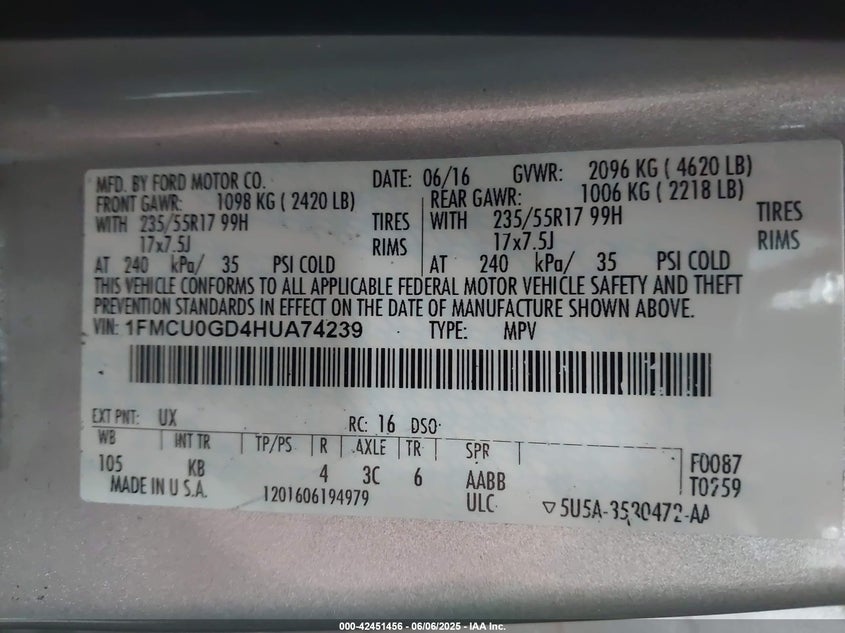 MFD. BY FORD MOTOR CO. DATE: 06/16 GVWR: 2096 KG ( 4620 LB)
FRONT GAWR: 1098 KG ( 2420 LB) REAR GAWR: 1006 KG ( 2218 LB)
WITH 235/55R17 99H TIRES WITH 235/55R17 99H TIRES
17x7.5J RIMS 17x7.5J RIMS
AT 240 kPa/ 35 PSI COLD AT 240 kPa/ 35 PSI COLD
THIS VEHICLE CONFORMS TO ALL APPLICABLE FEDERAL MOTOR VEHICLE SAFETY AND THEFT
PREVENTION STANDARDS IN EFFECT ON THE DATE OF MANUFACTURE SHOWN ABOVE.
VIN: 1FMCU0GD4HUA74239 TYPE: MPV
EXT PNT: UX RC: 16 DSO:
WB INT TR TP/PS R AXLE TR SPR
105 KB 4 3C 6 AABB F0087
MADE IN U.S.A. 1201606194979 ULC
000-42451456 - 06/06/2025 - IAA Inc.